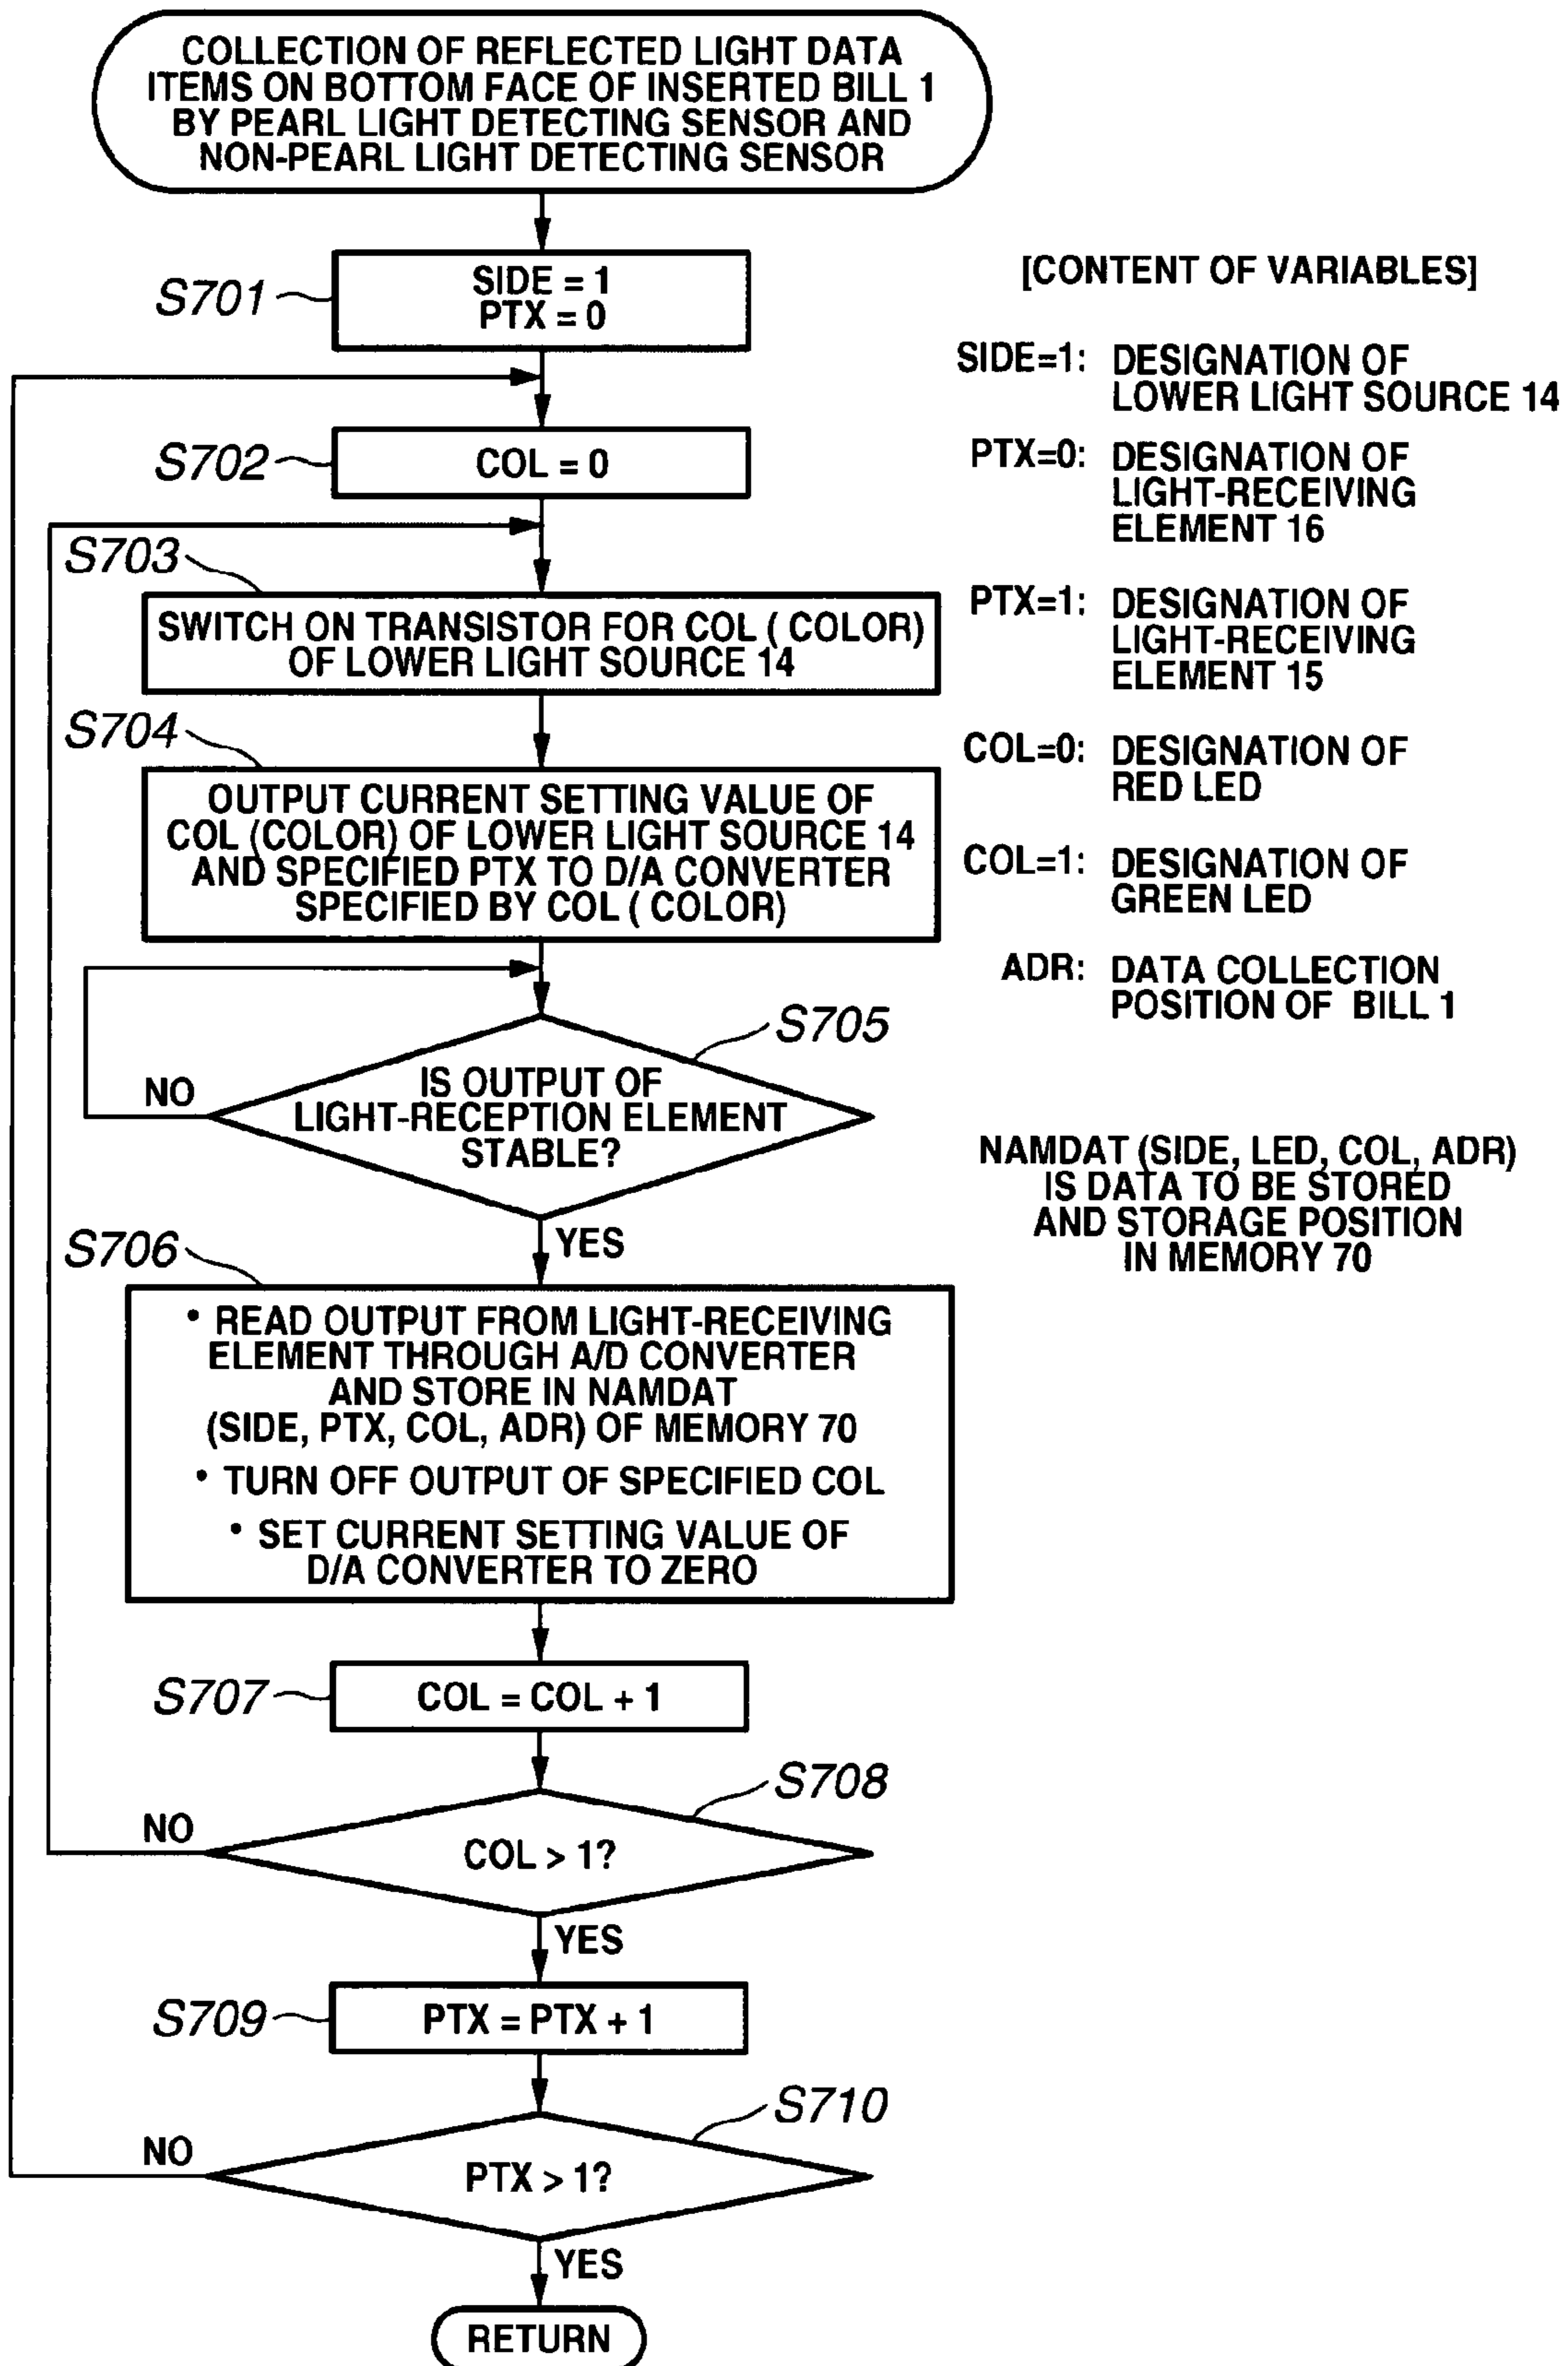 COLLECTION OF REFLECTED LIGHT DATA
ITEMS ON BOTTOM FACE OF INSERTED BILL 1
BY PEARL LIGHT DETECTING SENSOR AND
NON-PEARL LIGHT DETECTING SENSOR
S701
SIDE = 1
PTX = 0
S702
COL = 0
S703
SWITCH ON TRANSISTOR FOR COL ( COLOR)
OF LOWER LIGHT SOURCE 14
S704
OUTPUT CURRENT SETTING VALUE OF
COL (COLOR) OF LOWER LIGHT SOURCE 14
AND SPECIFIED PTX TO D/A CONVERTER
SPECIFIED BY COL ( COLOR)
S705
NO
IS OUTPUT OF
LIGHT-RECEPTION ELEMENT
STABLE?
YES
S706
• READ OUTPUT FROM LIGHT-RECEIVING
ELEMENT THROUGH A/D CONVERTER
AND STORE IN NAMDAT
(SIDE, PTX, COL, ADR) OF MEMORY 70
• TURN OFF OUTPUT OF SPECIFIED COL
• SET CURRENT SETTING VALUE OF
D/A CONVERTER TO ZERO
S707
COL = COL + 1
S708
NO
COL > 1?
YES
S709
PTX = PTX + 1
S710
NO
PTX > 1?
YES
RETURN
[CONTENT OF VARIABLES]
SIDE=1: DESIGNATION OF
LOWER LIGHT SOURCE 14
PTX=0: DESIGNATION OF
LIGHT-RECEIVING
ELEMENT 16
PTX=1: DESIGNATION OF
LIGHT-RECEIVING
ELEMENT 15
COL=0: DESIGNATION OF
RED LED
COL=1: DESIGNATION OF
GREEN LED
ADR: DATA COLLECTION
POSITION OF BILL 1
NAMDAT (SIDE, LED, COL, ADR)
IS DATA TO BE STORED
AND STORAGE POSITION
IN MEMORY 70